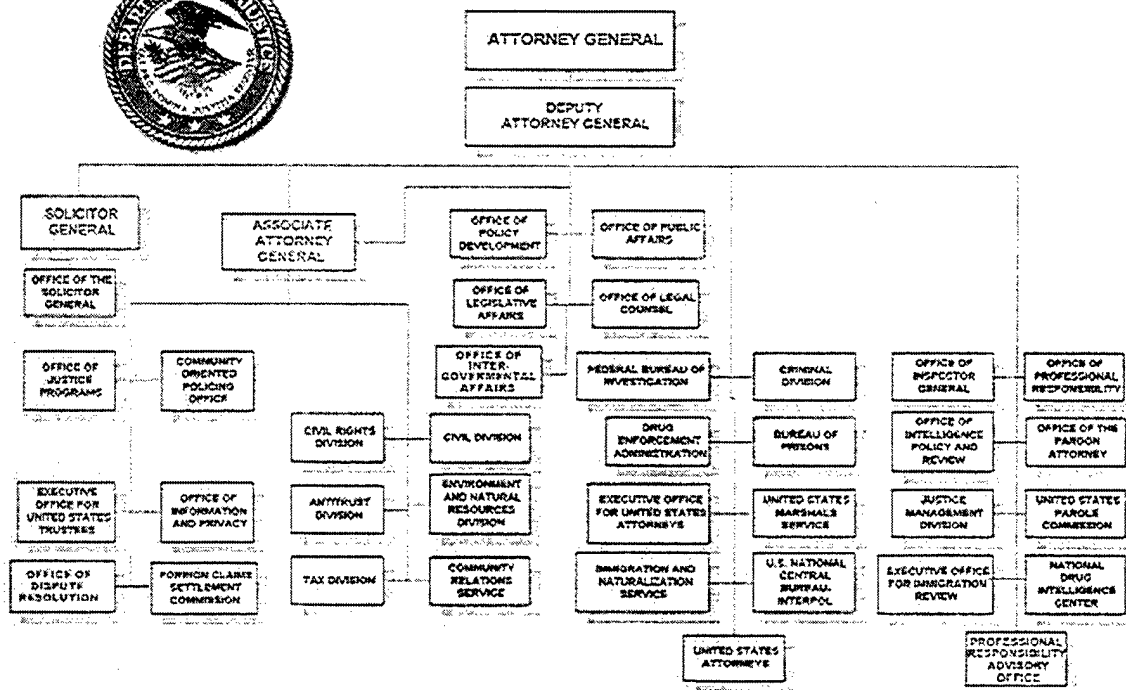 ATTORNEY GENERAL
DEPUTY
ATTORNEY GENERAL
SOLICITOR
GENERAL
ASSOCIATE
ATTORNEY
GENERAL
OFFICE OF
POLICY
DEVELOPMENT
OFFICE OF PUBLIC
AFFAIRS
OFFICE OF THE
SOLICITOR
GENERAL
OFFICE OF
LEGISLATIVE
AFFAIRS
OFFICE OF LEGAL
COUNSEL
OFFICE OF
JUSTICE
PROGRAMS
COMMUNITY
ORIENTED
POLICING
OFFICE
OFFICE OF
INTER-
GOVERNMENTAL
AFFAIRS
FEDERAL BUREAU OF
INVESTIGATION
CRIMINAL
DIVISION
OFFICE OF
INSPECTOR
GENERAL
OFFICE OF
PROFESSIONAL
RESPONSIBILITY
CIVIL RIGHTS
DIVISION
CIVIL DIVISION
DRUG
ENFORCEMENT
ADMINISTRATION
BUREAU OF
PRISONS
OFFICE OF
INTELLIGENCE
POLICY AND
REVIEW
OFFICE OF THE
PARDON
ATTORNEY
EXECUTIVE
OFFICE FOR
UNITED STATES
TRUSTEES
OFFICE OF
INFORMATION
AND PRIVACY
ANTITRUST
DIVISION
ENVIRONMENT
AND NATURAL
RESOURCES
DIVISION
EXECUTIVE OFFICE
FOR UNITED STATES
ATTORNEYS
UNITED STATES
MARSHALS
SERVICE
JUSTICE
MANAGEMENT
DIVISION
UNITED STATES
PAROLE
COMMISSION
OFFICE OF
DISPUTE
RESOLUTION
FOREIGN CLAIMS
SETTLEMENT
COMMISSION
TAX DIVISION
COMMUNITY
RELATIONS
SERVICE
IMMIGRATION AND
NATURALIZATION
SERVICE
U.S. NATIONAL
CENTRAL
BUREAU-
INTERPOL
EXECUTIVE OFFICE
FOR IMMIGRATION
REVIEW
NATIONAL
DRUG
INTELLIGENCE
CENTER
UNITED STATES
ATTORNEYS
PROFESSIONAL
RESPONSIBILITY
ADVISORY
OFFICE